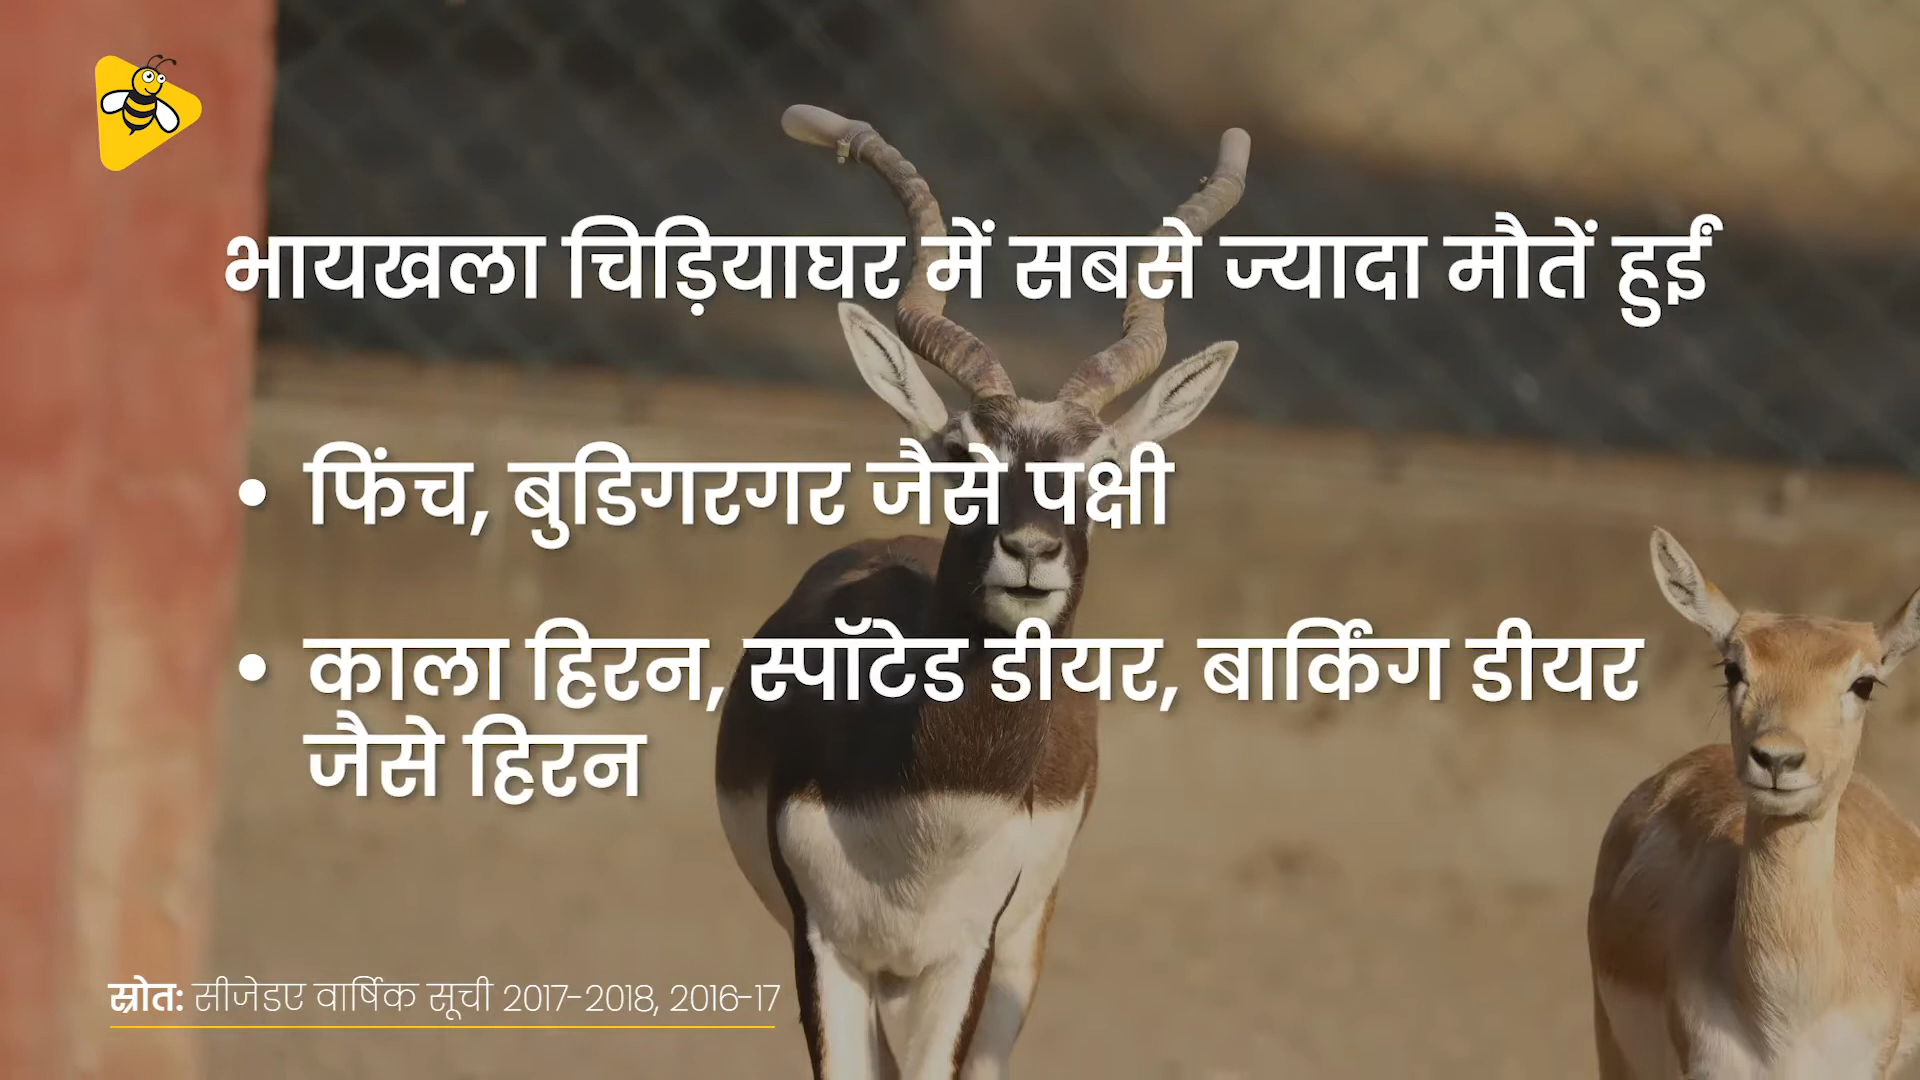 भायखला चिड़ियाघर में सबसे ज्यादा मौतें हुईं
• फिंच, बुडिगरगर जैसे पक्षी
• काला हिरन, स्पॉटेड डीयर, बार्किंग डीयर
जैसे हिरन
स्रोत: सीजेडए वार्षिक सूची 2017-2018, 2016-17